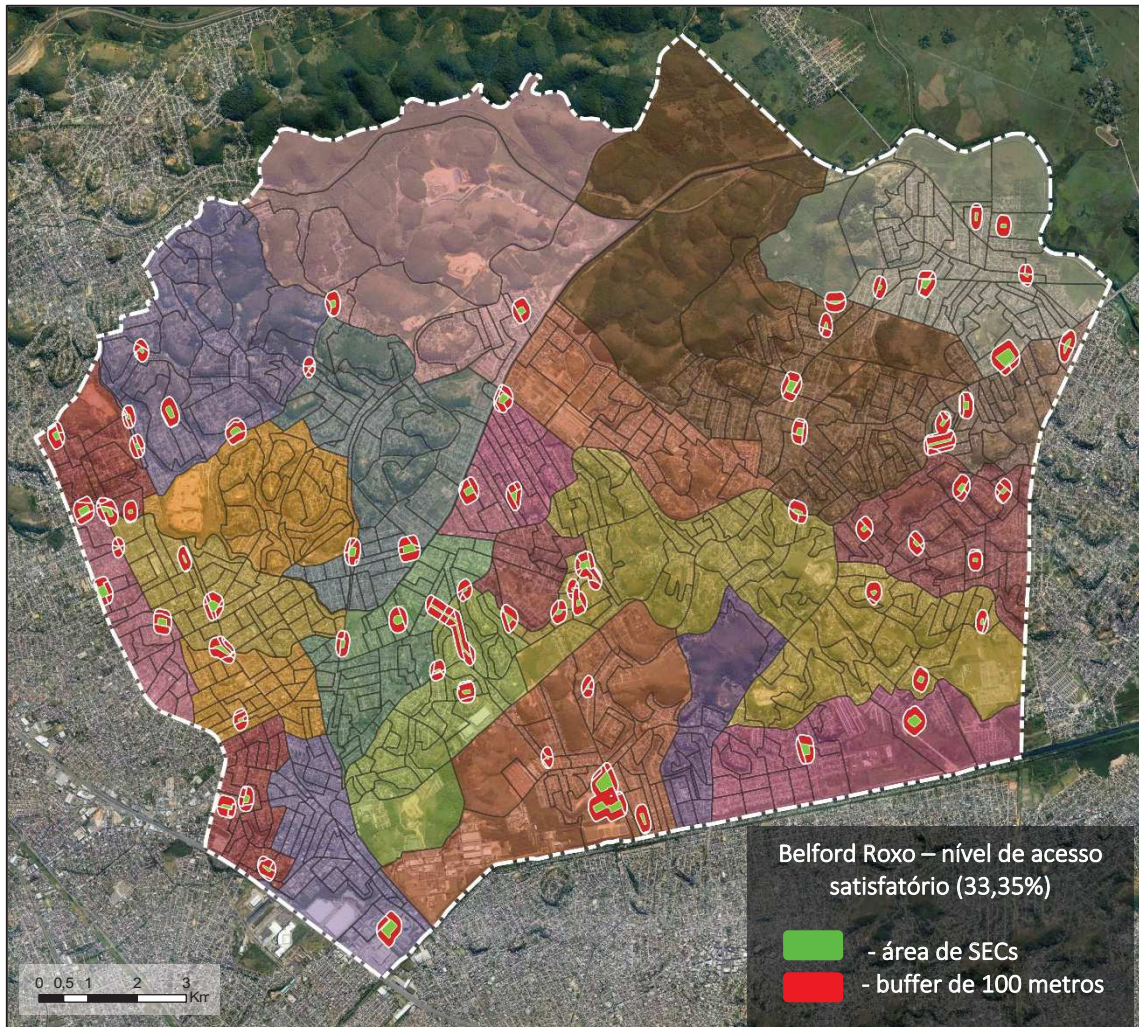 Belford Roxo – nível de acesso
satisfatório (33,35%)
- área de SECs
- buffer de 100 metros
0 0,5 1 2 3
Km